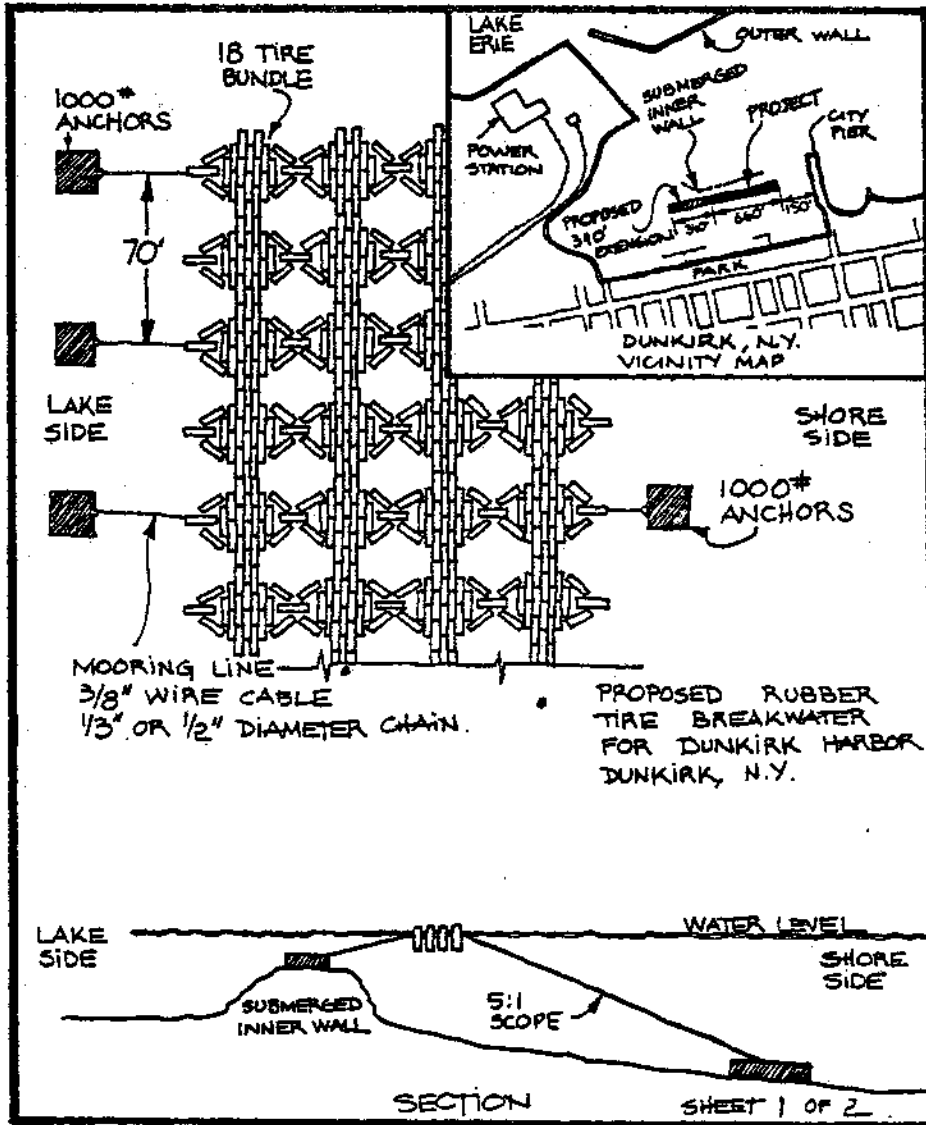 18 TIRE
BUNDLE
1000#
ANCHORS
70'
LAKE
SIDE
LAKE
ERIE
OUTER WALL
SUBMERGED
INNER
WALL
PROJECT
CITY
PIER
POWER
STATION
PROPOSED
390'
EXTENSION
660'
150'
PARK
DUNKIRK, N.Y.
VICINITY MAP
SHORE
SIDE
1000#
ANCHORS
MOORING LINE
3/8" WIRE CABLE
1/3" OR 1/2" DIAMETER CHAIN.
PROPOSED RUBBER
TIRE BREAKWATER
FOR DUNKIRK HARBOR
DUNKIRK, N.Y.
LAKE
SIDE
WATER LEVEL
SHORE
SIDE
SUBMERGED
INNER WALL
5:1
SCOPE
SECTION
SHEET 1 OF 2